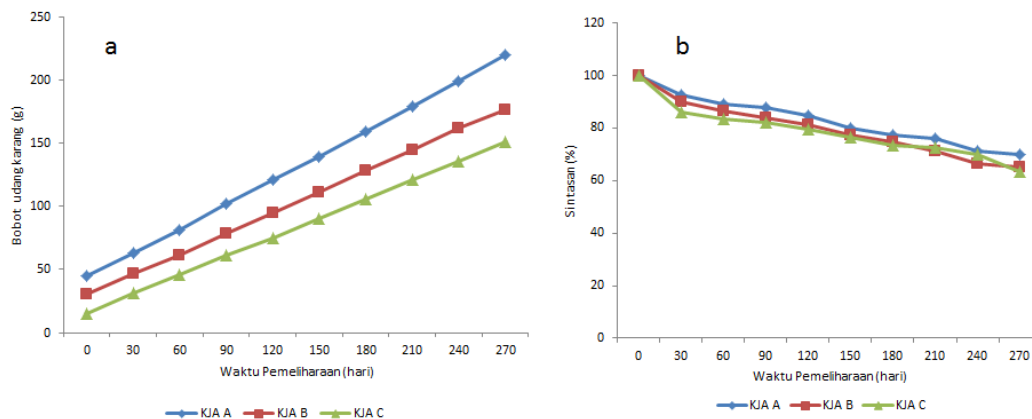 a
Bobot udang karang (g)
250
200
150
100
50
0
0 30 60 90 120 150 180 210 240 270
Waktu Pemeliharaan (hari)
KJA A KJA B KJA C
b
Sintasan (%)
120
100
80
60
40
20
0
0 30 60 90 120 150 180 210 240 270
Waktu Pemeliharaan (hari)
KJA A KJA B KJA C